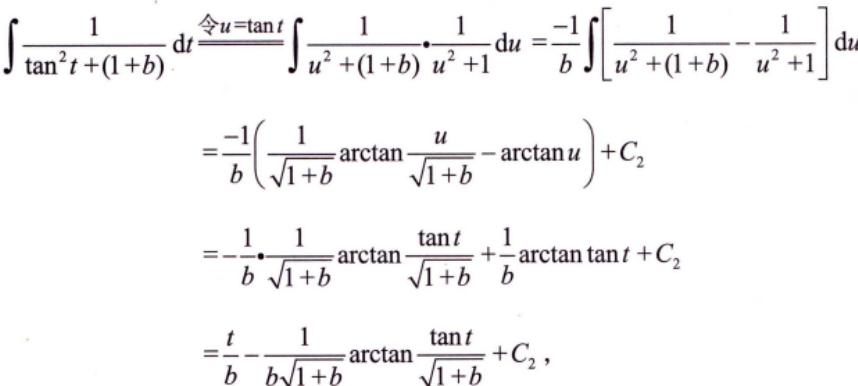 ∫ 1/(tan²t+(1+b)) dt 令u=tan t ∫ 1/(u²+(1+b)) • 1/(u²+1) du = -1/b ∫[1/(u²+(1+b)) - 1/(u²+1)] du
= -1/b (1/√(1+b) arctan u/√(1+b) - arctan u) + C₂
= -1/b • 1/√(1+b) arctan tan t/√(1+b) + 1/b arctan tan t + C₂
= t/b - 1/(b√(1+b)) arctan tan t/√(1+b) + C₂ ,